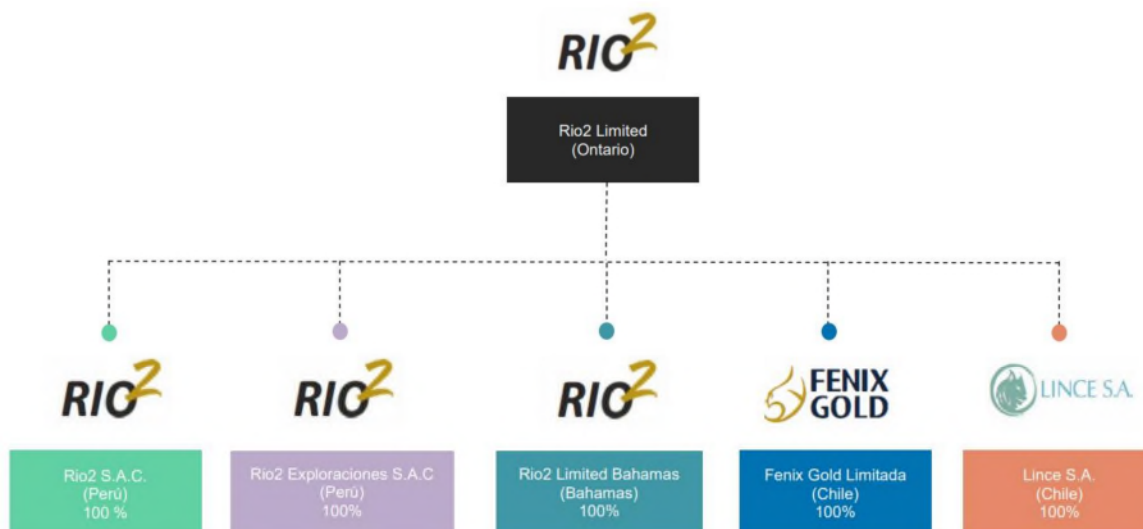 RIO2
Rio2 Limited
(Ontario)
RIO2
RIO2
RIO2
FENIX
GOLD
LINCE S.A.
Rio2 S.A.C.
(Perú)
100 %
Rio2 Exploraciones S.A.C
(Perú)
100%
Rio2 Limited Bahamas
(Bahamas)
100%
Fenix Gold Limitada
(Chile)
100%
Lince S.A.
(Chile)
100%